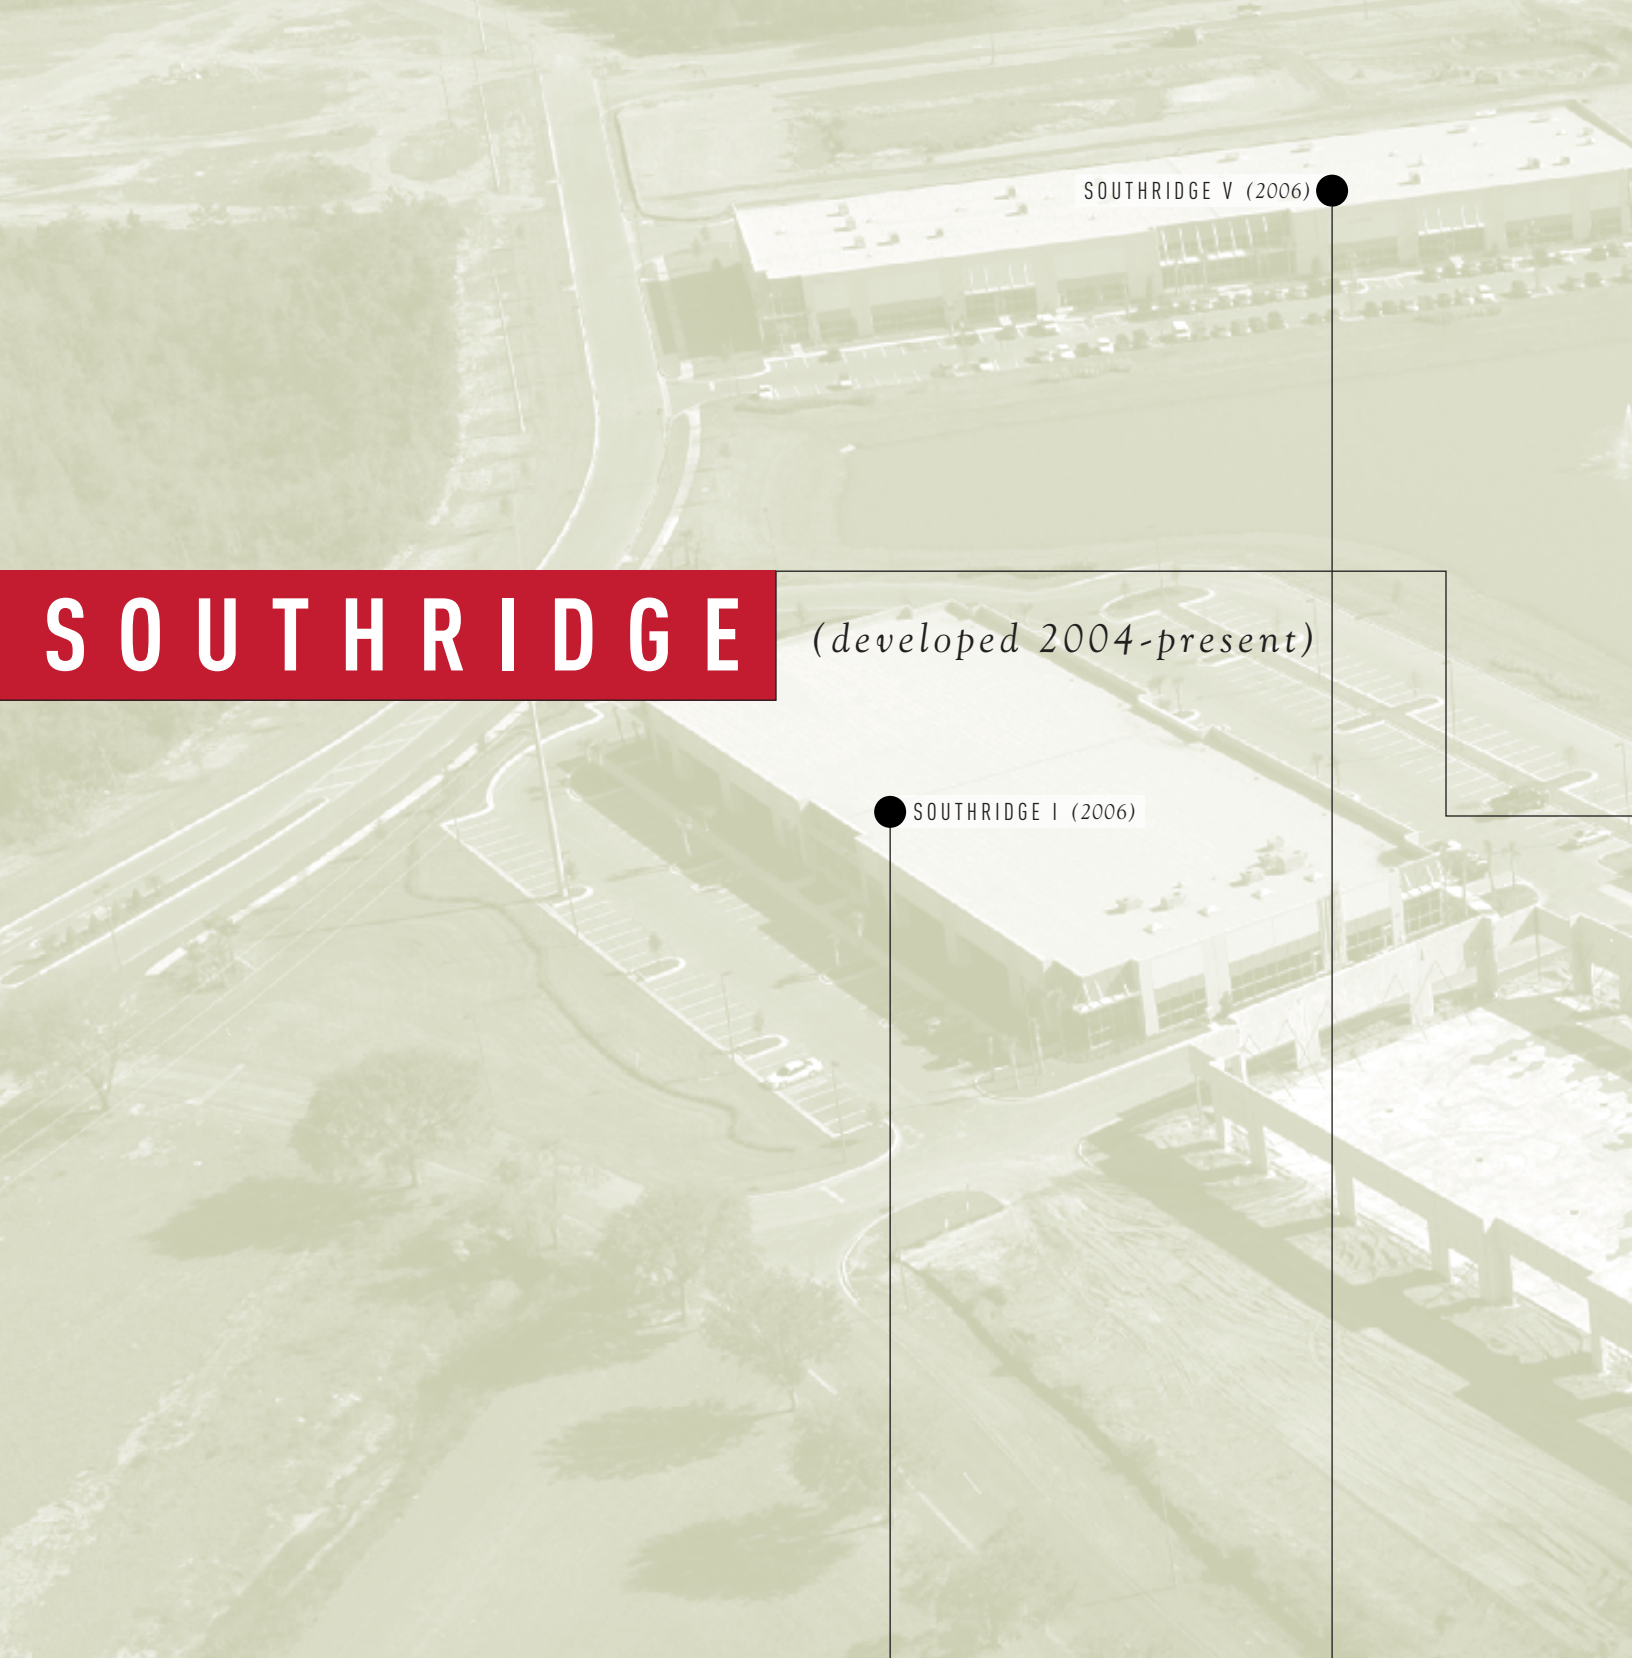 SOUTHRIDGE V (2006)
SOUTHRIDGE
(developed 2004-present)
SOUTHRIDGE I (2006)